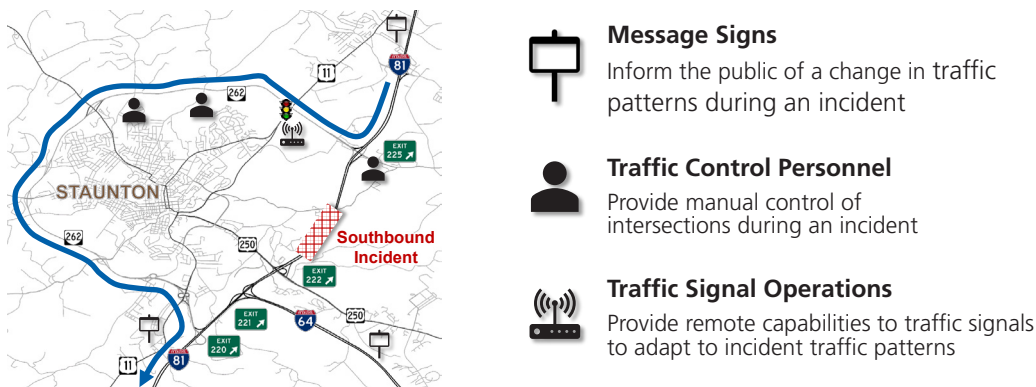 11
INTERSTATE
81
262
EXIT
225
STAUNTON
262
250
Southbound
Incident
EXIT
222
EXIT
221
INTERSTATE
64
250
EXIT
220
11
81
Message Signs
Inform the public of a change in traffic
patterns during an incident
Traffic Control Personnel
Provide manual control of
intersections during an incident
Traffic Signal Operations
Provide remote capabilities to traffic signals
to adapt to incident traffic patterns